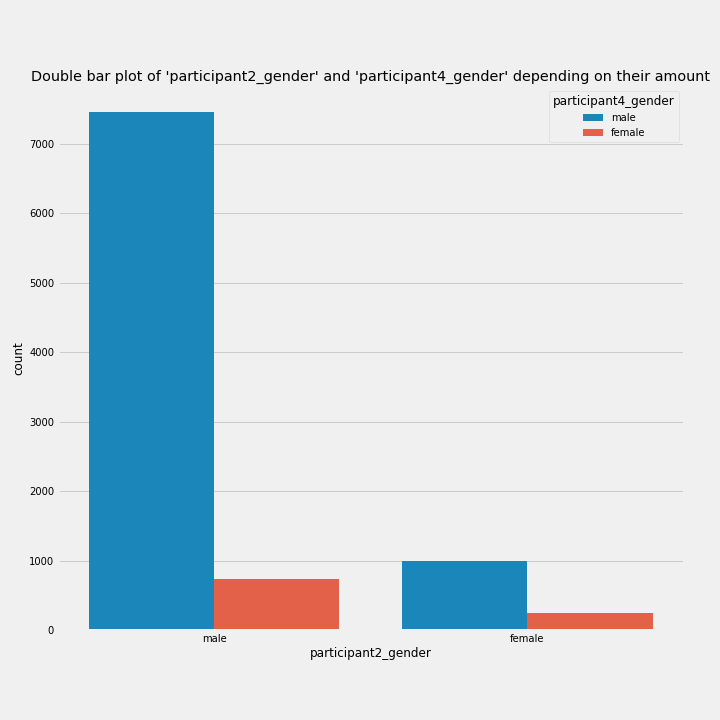 Double bar plot of 'participant2_gender' and 'participant4_gender' depending on their amount
participant4_gender
male
female
7000
6000
5000
4000
3000
2000
1000
0
count
male
female
participant2_gender